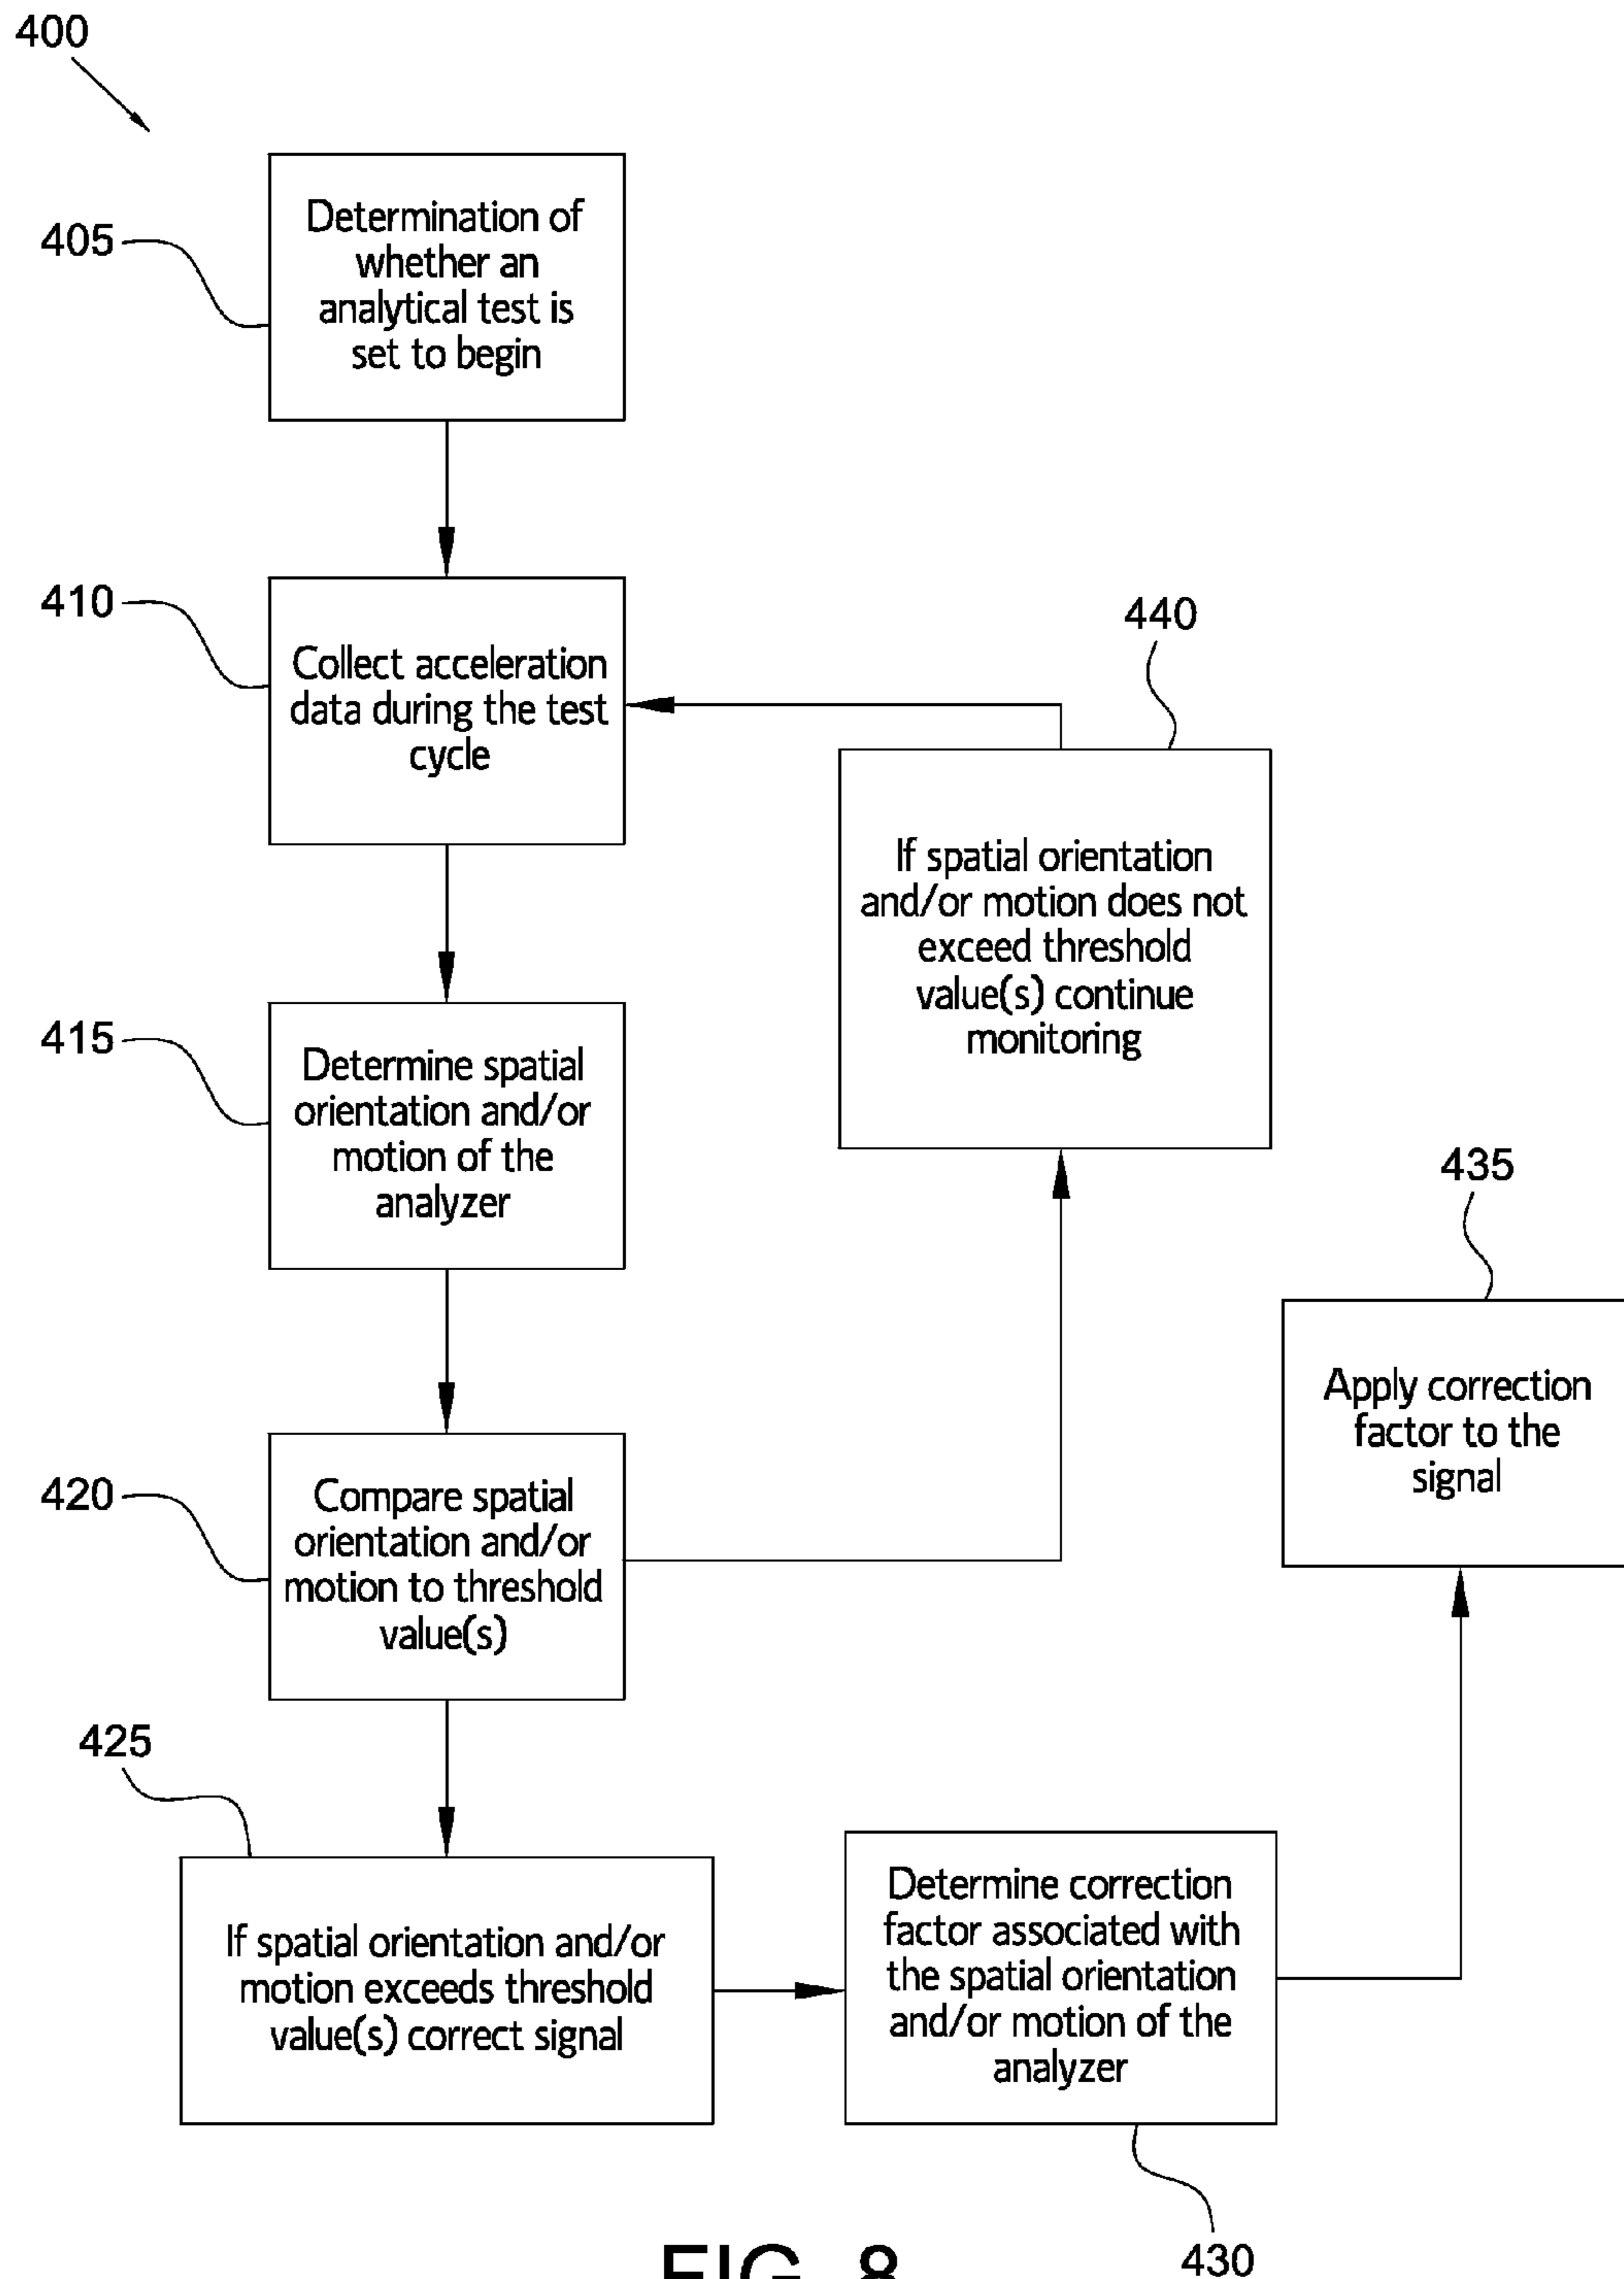 400
405
Determination of
whether an
analytical test is
set to begin
410
Collect acceleration
data during the test
cycle
440
If spatial orientation
and/or motion does not
exceed threshold
value(s) continue
monitoring
415
Determine spatial
orientation and/or
motion of the
analyzer
435
Apply correction
factor to the
signal
420
Compare spatial
orientation and/or
motion to threshold
value(s)
425
If spatial orientation and/or
motion exceeds threshold
value(s) correct signal
Determine correction
factor associated with
the spatial orientation
and/or motion of the
analyzer
430
FIG. 8